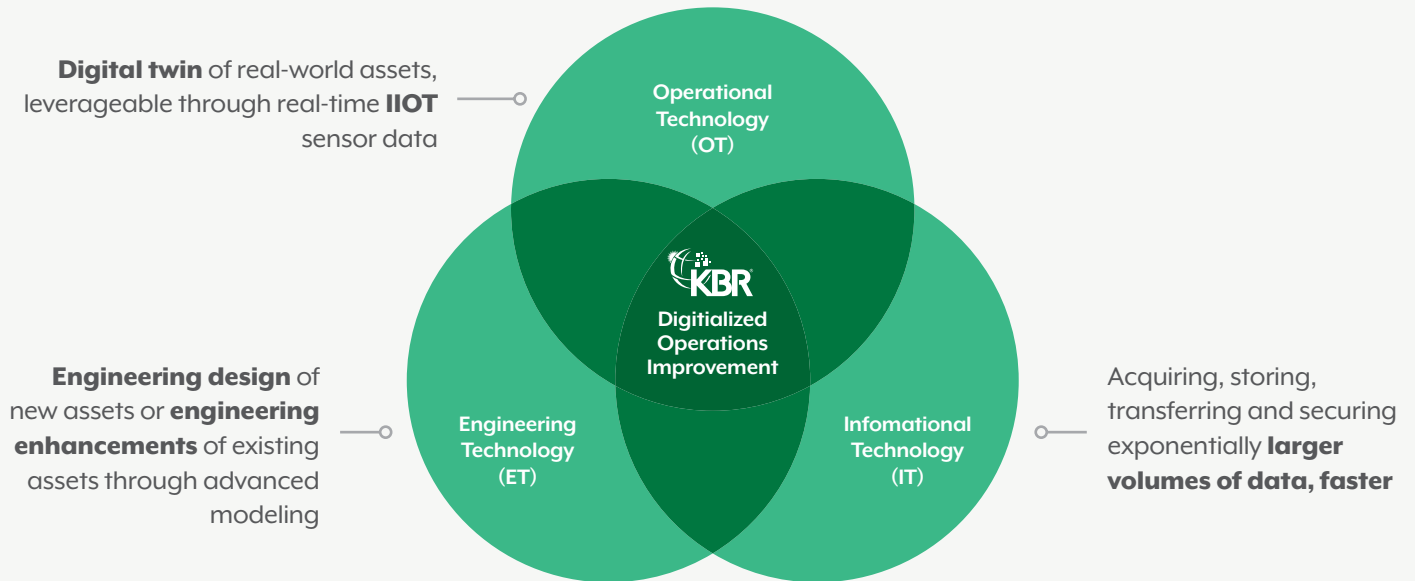 Digital twin of real-world assets,
leverageable through real-time IIOT
sensor data
Operational
Technology
(OT)
KBR
Digitialized
Operations
Improvement
Engineering design of
new assets or engineering
enhancements of existing
assets through advanced
modeling
Engineering
Technology
(ET)
Infomational
Technology
(IT)
Acquiring, storing,
transferring and securing
exponentially larger
volumes of data, faster